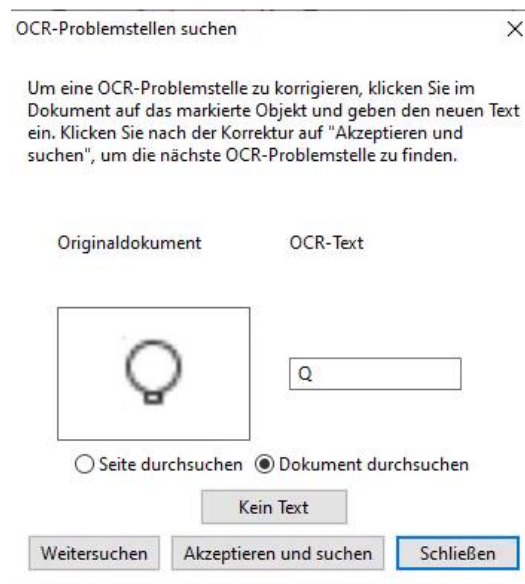 OCR-Problemstellen suchen
Um eine OCR-Problemstelle zu korrigieren, klicken Sie im
Dokument auf das markierte Objekt und geben den neuen Text
ein. Klicken Sie nach der Korrektur auf "Akzeptieren und
suchen", um die nächste OCR-Problemstelle zu finden.
Originaldokument OCR-Text
Q
Seite durchsuchen Dokument durchsuchen
Kein Text
Weitersuchen Akzeptieren und suchen Schließen